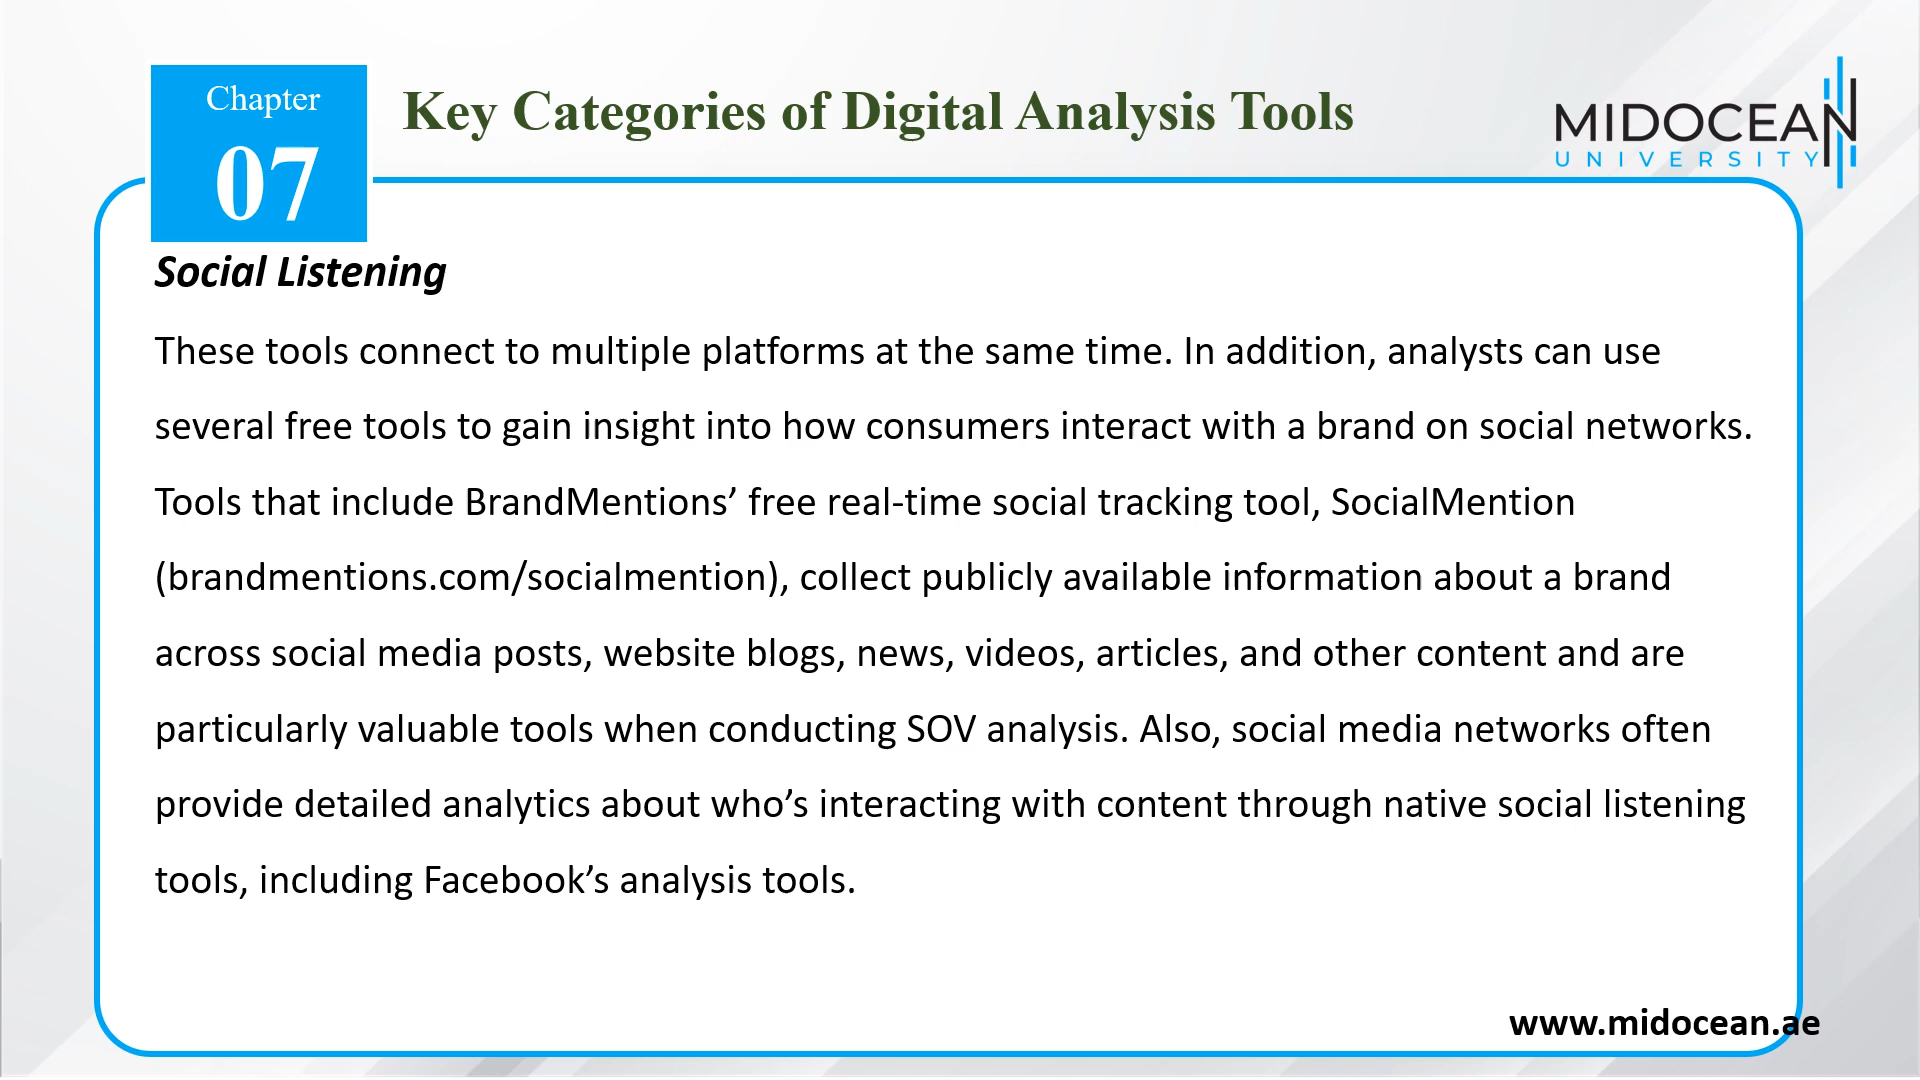 Chapter
07
Key Categories of Digital Analysis Tools
MIDOCEAN
UNIVERSITY
Social Listening
These tools connect to multiple platforms at the same time. In addition, analysts can use
several free tools to gain insight into how consumers interact with a brand on social networks.
Tools that include BrandMentions’ free real-time social tracking tool, SocialMention
(brandmentions.com/socialmention), collect publicly available information about a brand
across social media posts, website blogs, news, videos, articles, and other content and are
particularly valuable tools when conducting SOV analysis. Also, social media networks often
provide detailed analytics about who’s interacting with content through native social listening
tools, including Facebook’s analysis tools.
www.midocean.ae